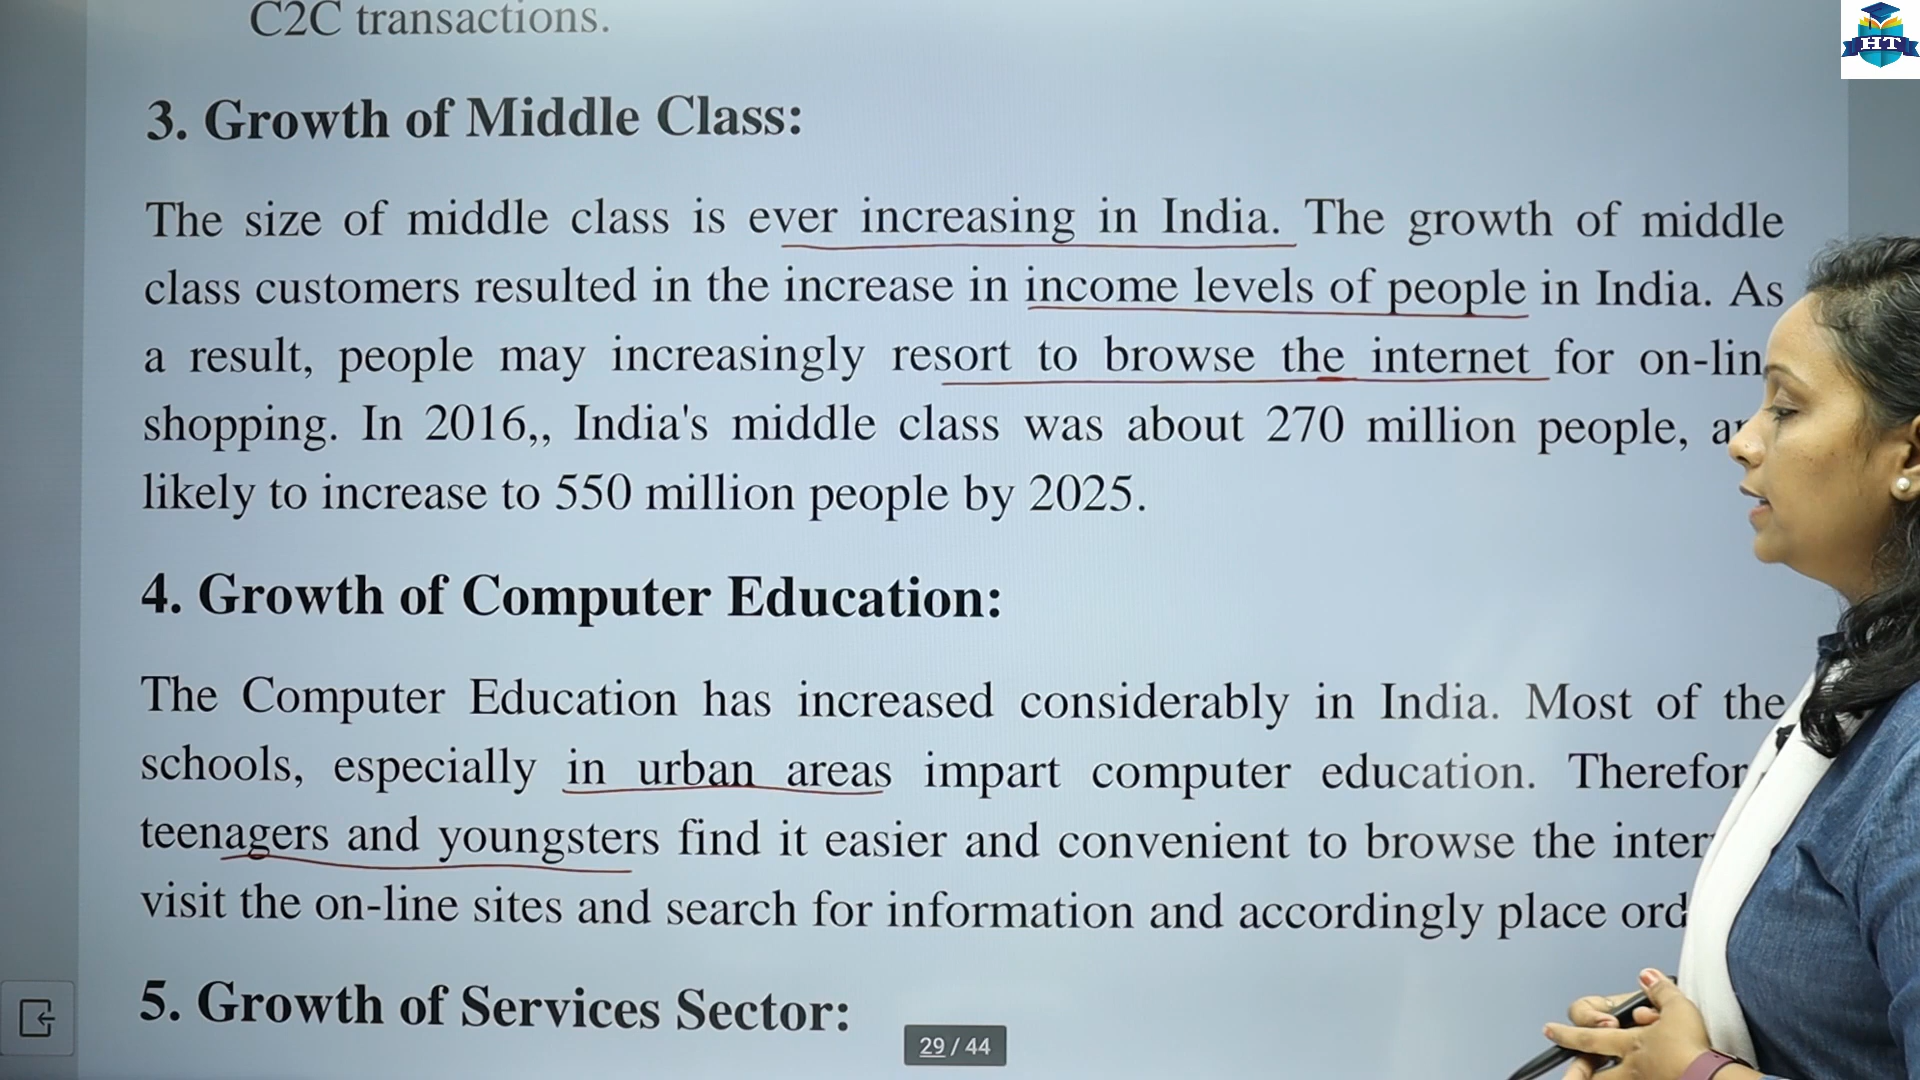 C2C transactions.
HT
3. Growth of Middle Class:
The size of middle class is ever increasing in India. The growth of middle
class customers resulted in the increase in income levels of people in India. As
a result, people may increasingly resort to browse the internet for on-lin
shopping. In 2016,, India's middle class was about 270 million people, a
likely to increase to 550 million people by 2025.
4. Growth of Computer Education:
The Computer Education has increased considerably in India. Most of the
schools, especially in urban areas impart computer education. Therefor
teenagers and youngsters find it easier and convenient to browse the inter
visit the on-line sites and search for information and accordingly place ord
5. Growth of Services Sector:
29 / 44